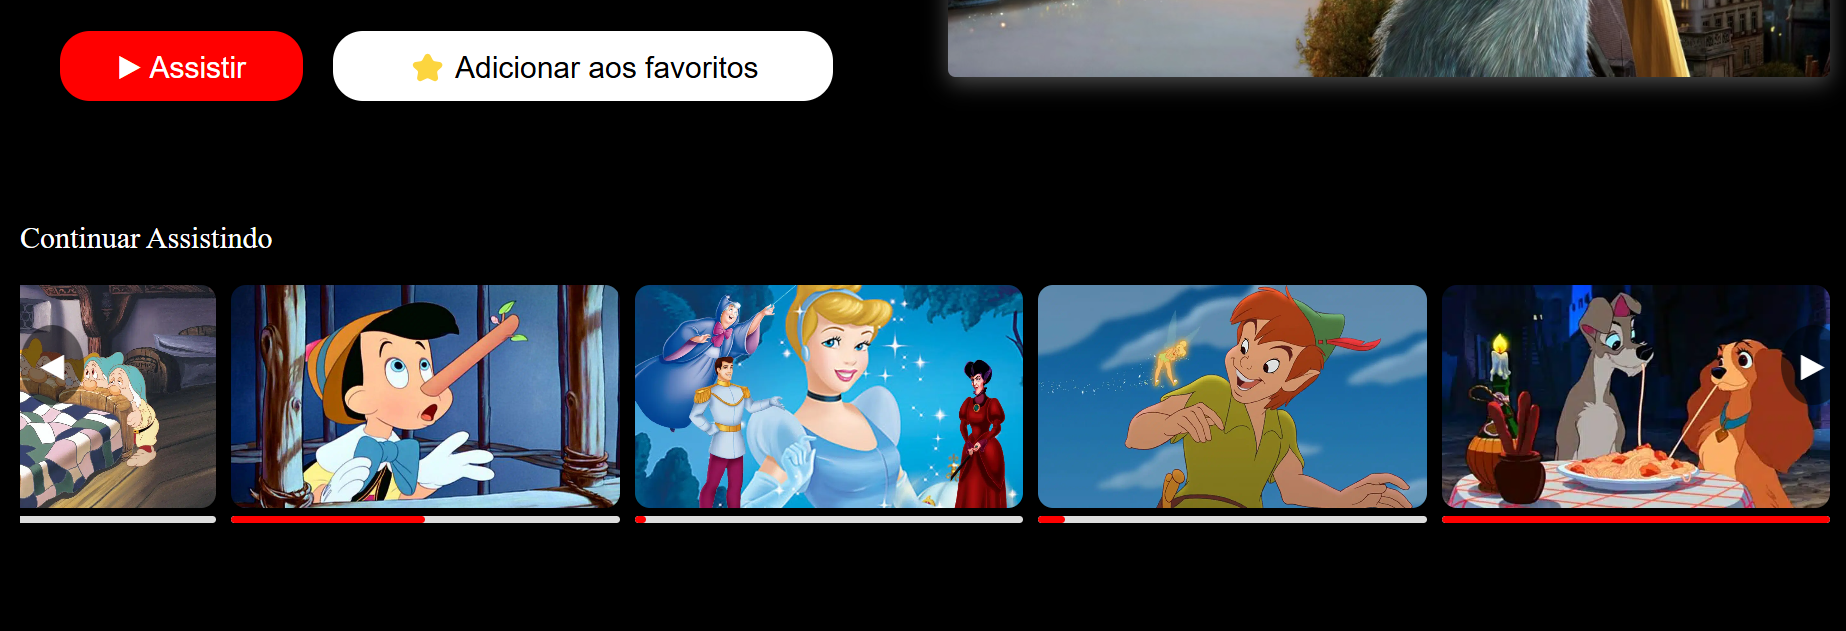 Assistir
Adicionar aos favoritos
Continuar Assistindo